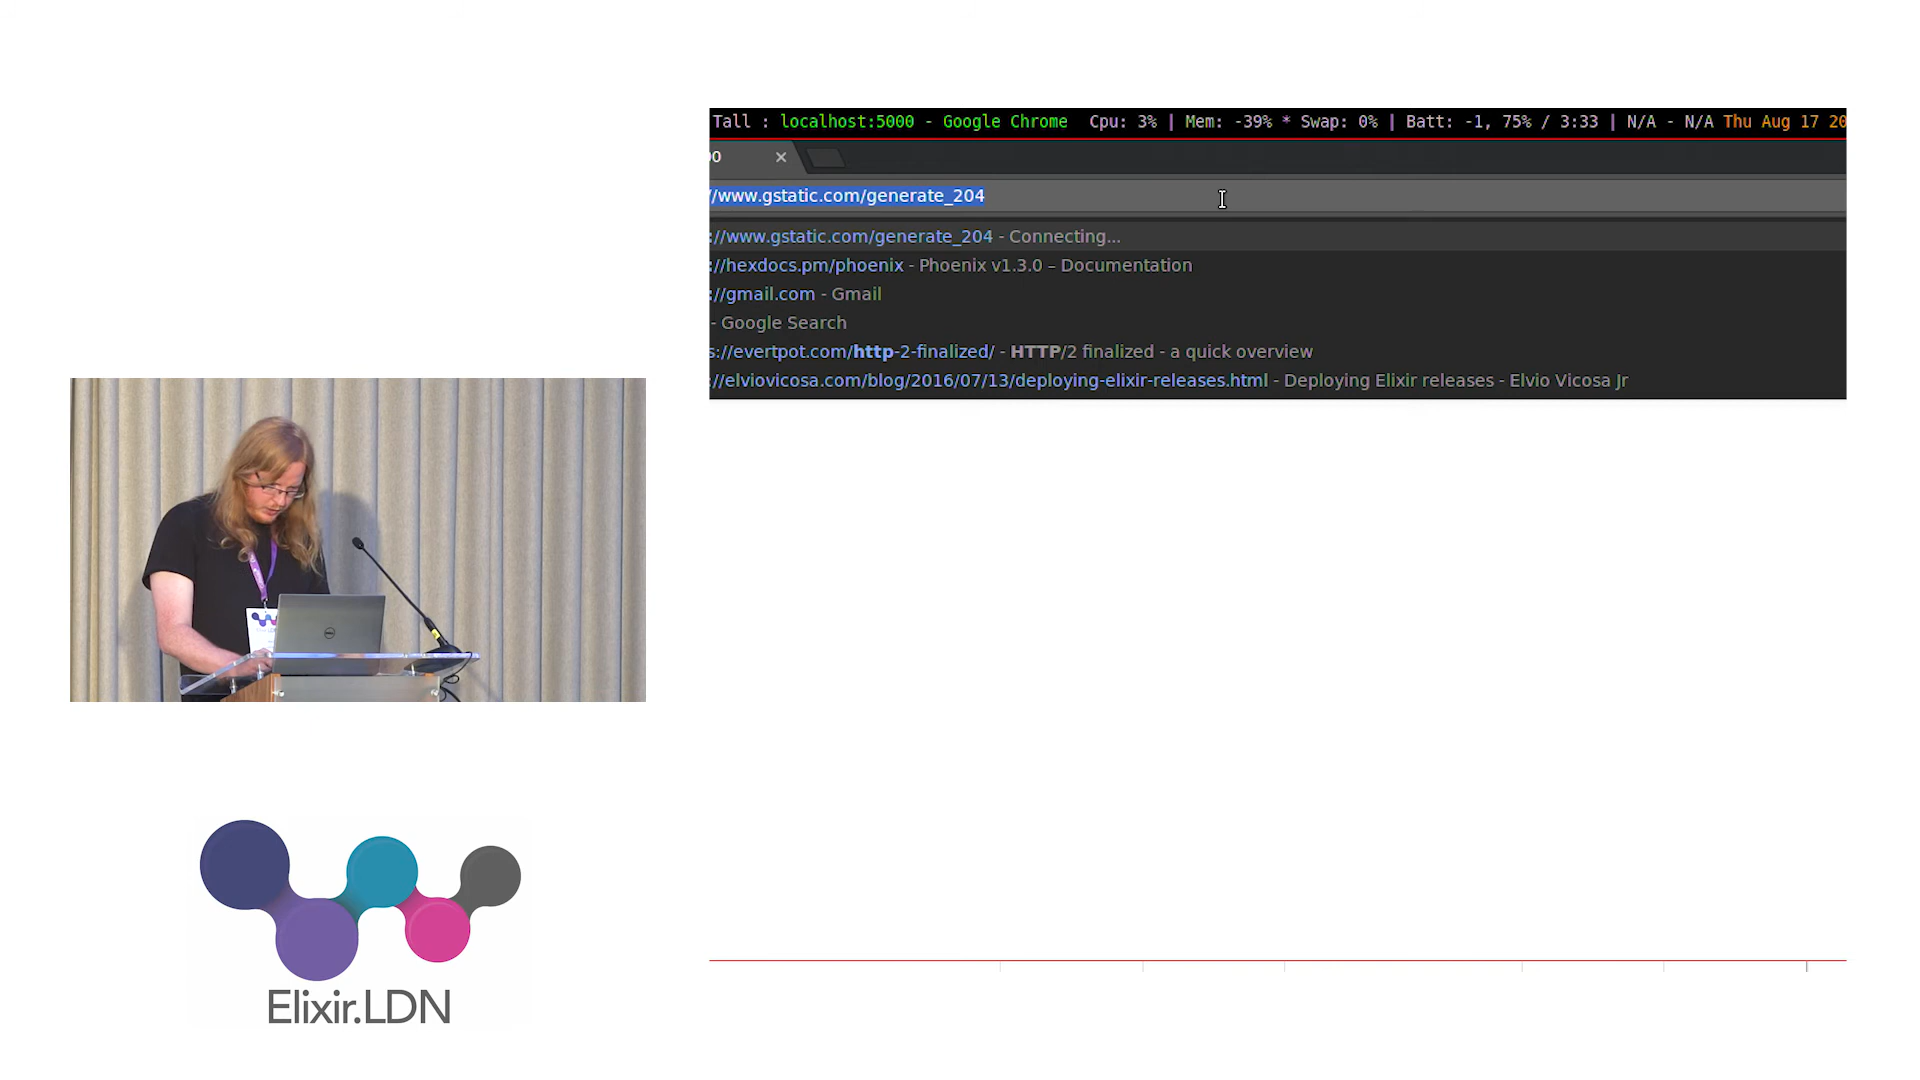 Tall : localhost:5000 - Google Chrome Cpu: 3% | Mem: -39% * Swap: 0% | Batt: -1, 75% / 3:33 | N/A - N/A Thu Aug 17 20
00
//www.gstatic.com/generate_204
://www.gstatic.com/generate_204 - Connecting...
://hexdocs.pm/phoenix - Phoenix v1.3.0 – Documentation
://gmail.com - Gmail
- Google Search
s://evertpot.com/http-2-finalized/ - HTTP/2 finalized - a quick overview
://elviovicosa.com/blog/2016/07/13/deploying-elixir-releases.html - Deploying Elixir releases - Elvio Vicosa Jr
DELL
Elixir.LDN